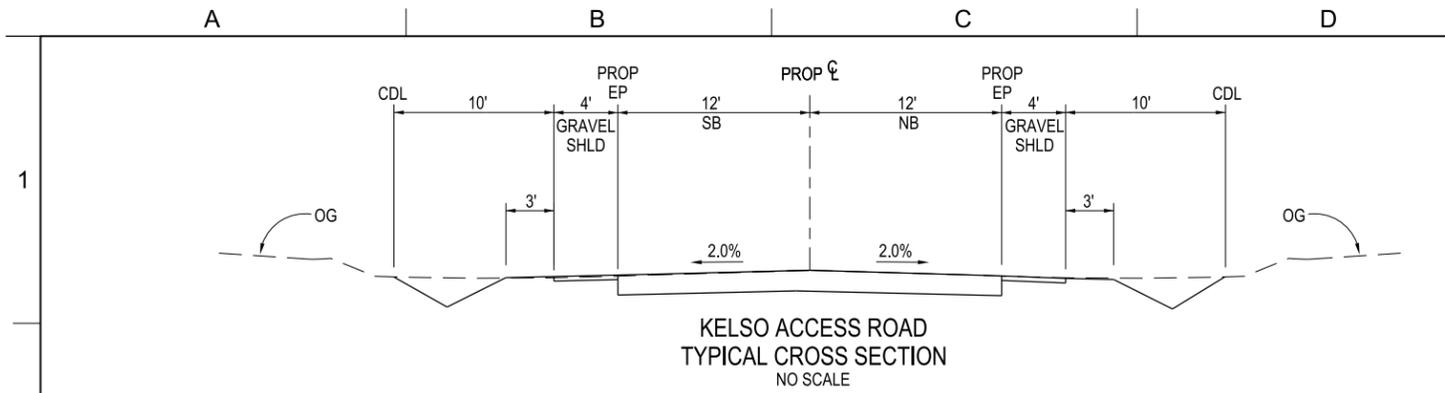 A B C D
1
PROP EP
PROP ℄
PROP EP
CDL 10' 4' 12' 12' 4' 10' CDL
GRAVEL SHLD
SB
NB
GRAVEL SHLD
3'
3'
OG
OG
2.0%
2.0%
KELSO ACCESS ROAD
TYPICAL CROSS SECTION
NO SCALE